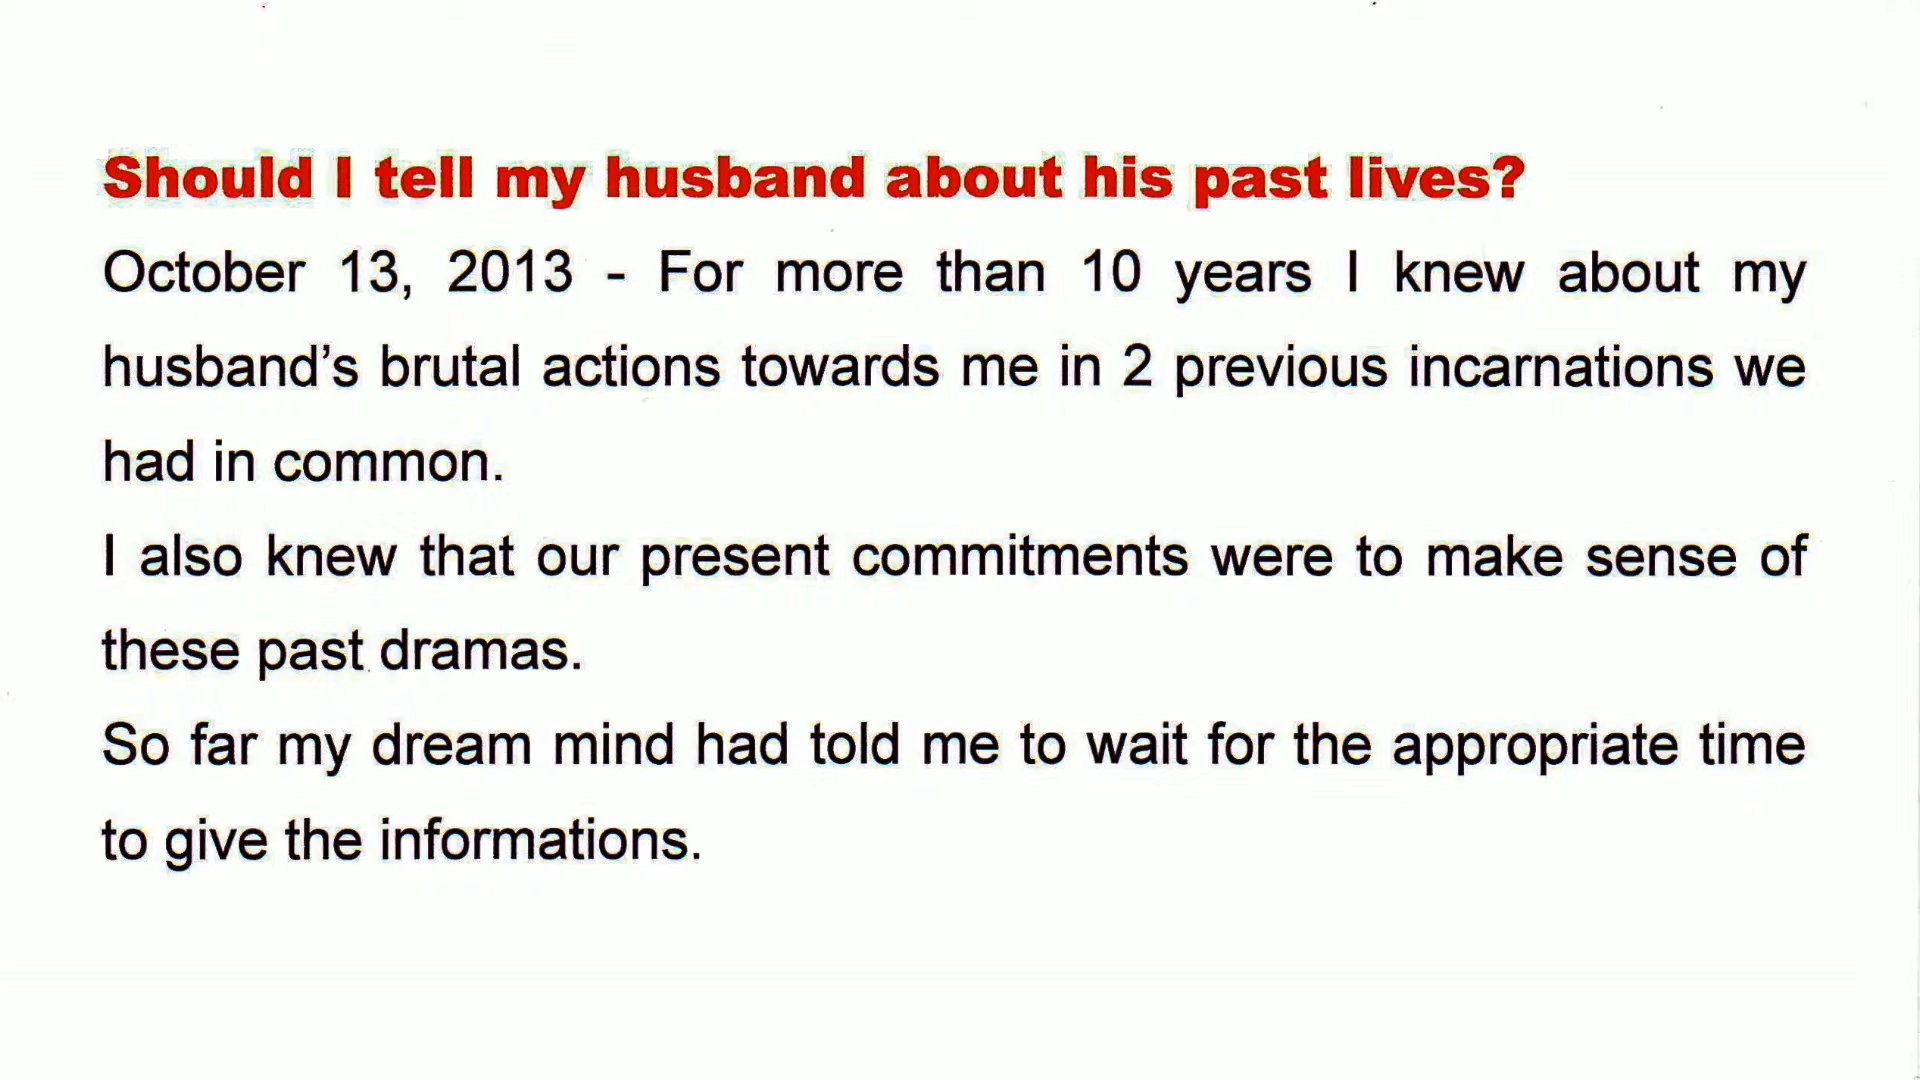 Should I tell my husband about his past lives?
October 13, 2013 - For more than 10 years I knew about my
husband’s brutal actions towards me in 2 previous incarnations we
had in common.
I also knew that our present commitments were to make sense of
these past dramas.
So far my dream mind had told me to wait for the appropriate time
to give the informations.